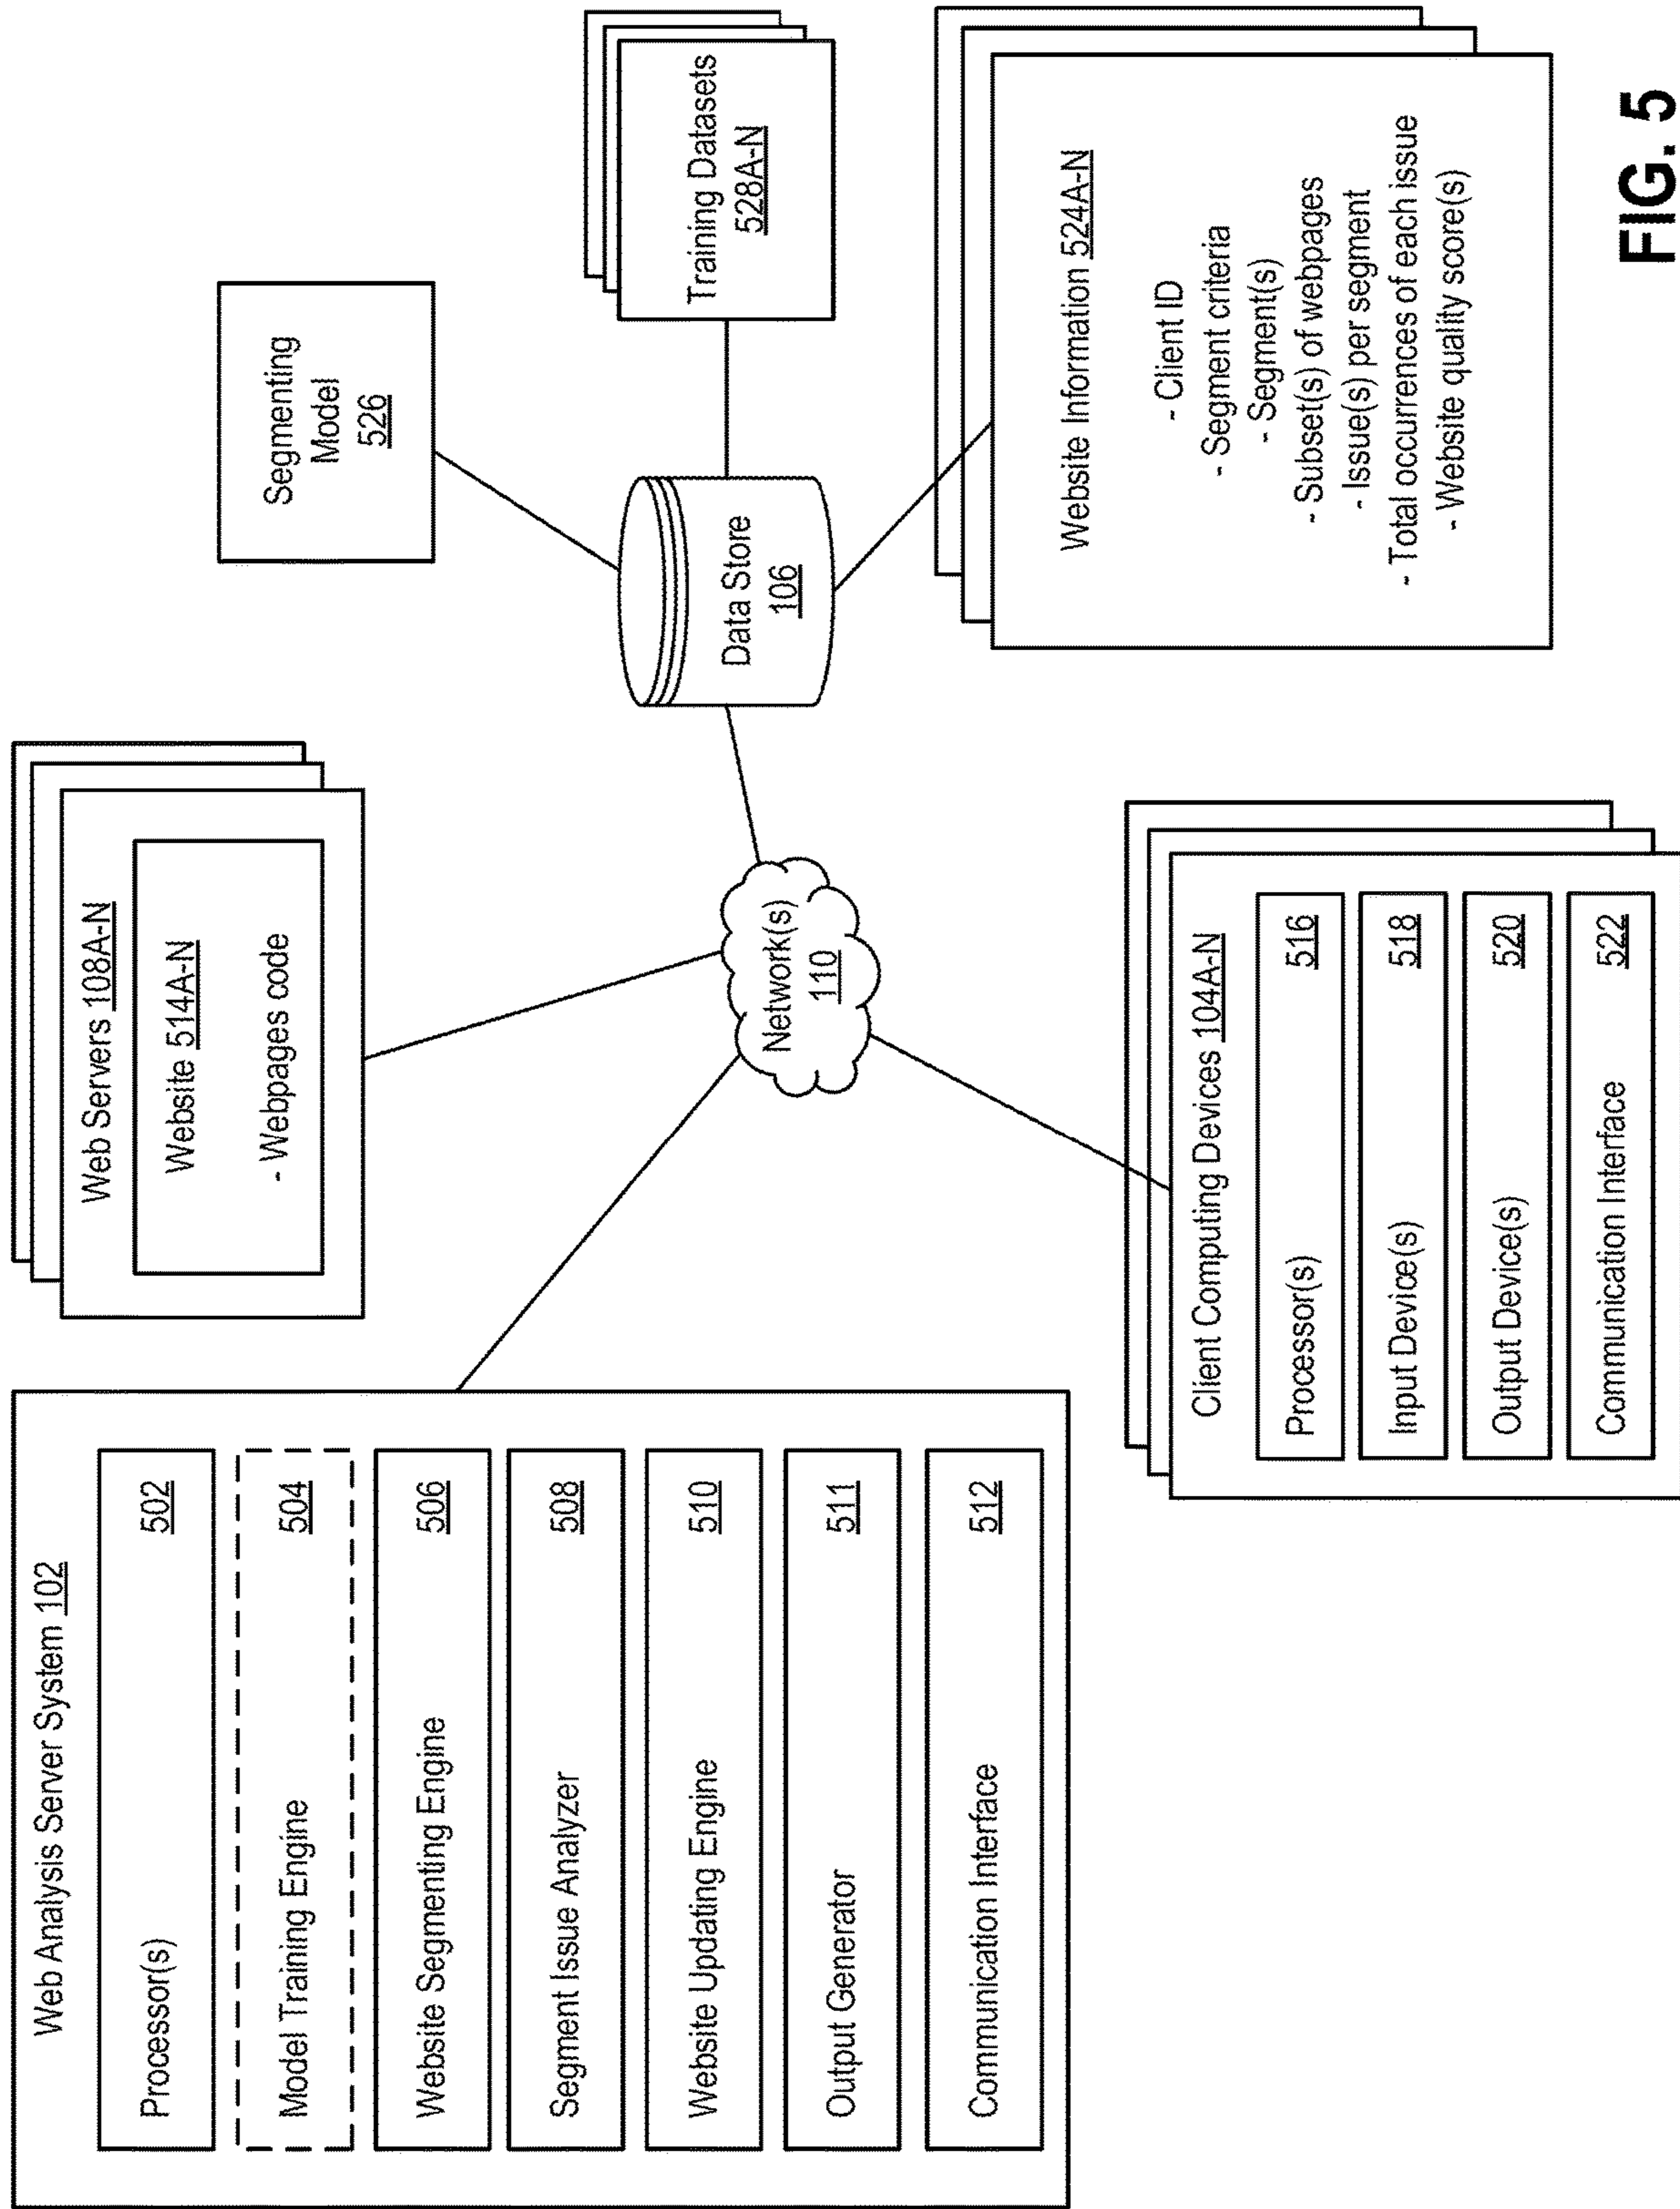 Web Analysis Server System 102
Processor(s) 502
Model Training Engine 504
Website Segmenting Engine 506
Segment Issue Analyzer 508
Website Updating Engine 510
Output Generator 511
Communication Interface 512
Web Servers 108A-N
Website 514A-N
- Webpages code
Network(s)
110
Client Computing Devices 104A-N
Processor(s) 516
Input Device(s) 518
Output Device(s) 520
Communication Interface 522
Data Store
106
Segmenting
Model
526
Training Datasets
528A-N
Website Information 524A-N
- Client ID
- Segment criteria
- Segment(s)
- Subset(s) of webpages
- Issue(s) per segment
- Total occurrences of each issue
- Website quality score(s)
FIG. 5